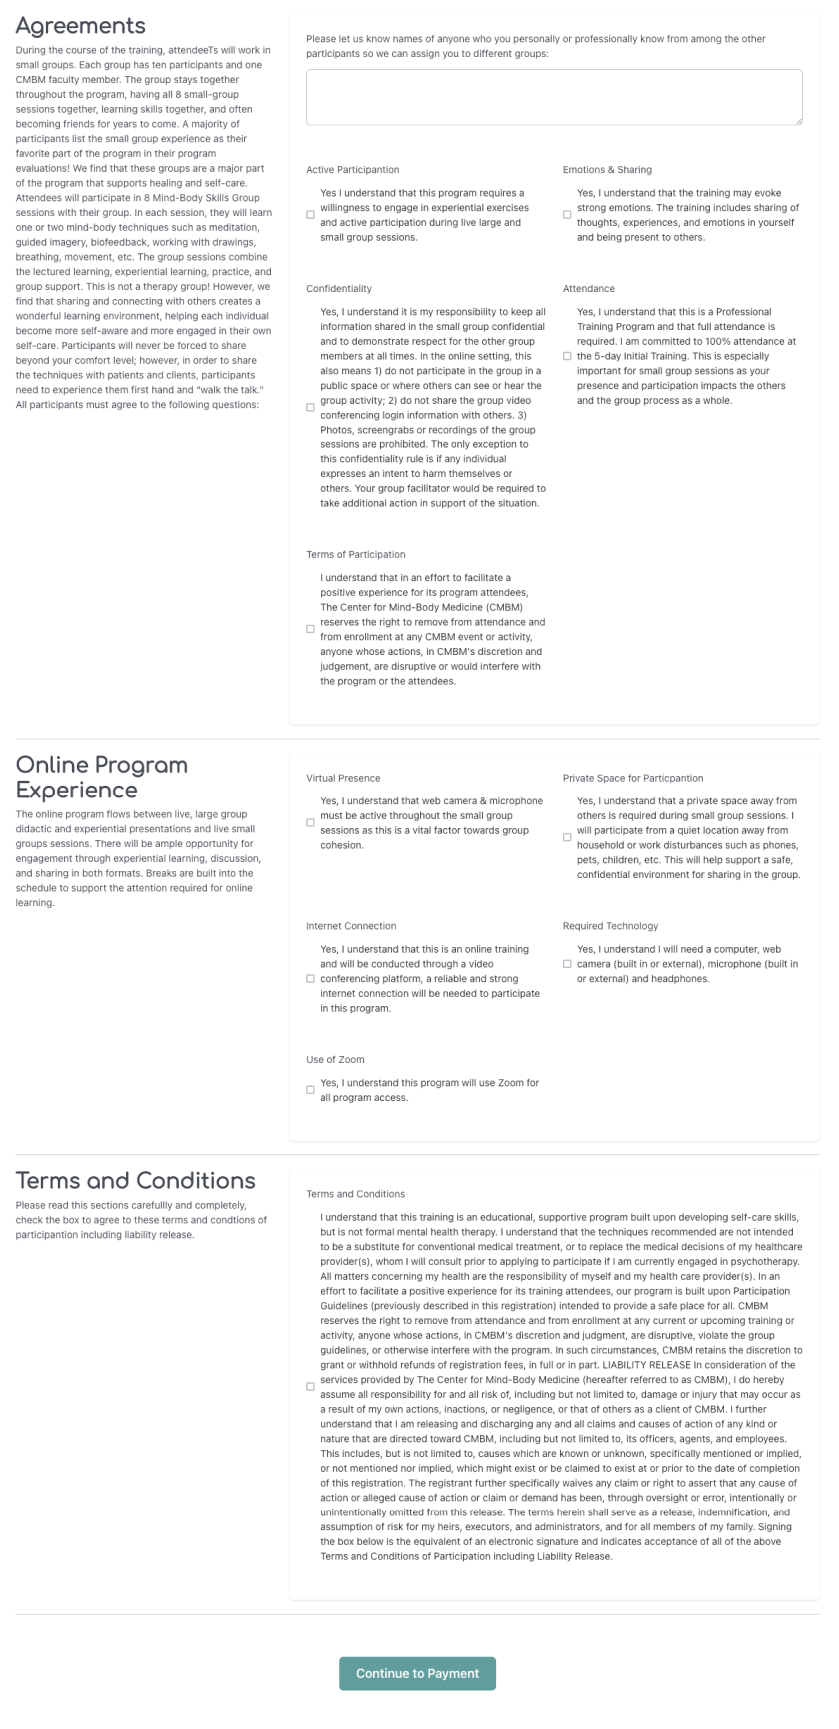 Agreements
During the course of the training, attendeeTs will work in
small groups. Each group has ten participants and one
CMBM faculty member. The group stays together
throughout the program, having all 8 small-group
sessions together, learning skills together, and often
becoming friends for years to come. A majority of
participants list the small group experience as their
favorite part of the program in their program
evaluations! We find that these groups are a major part
of the program that supports healing and self-care.
Attendees will participate in 8 Mind-Body Skills Group
sessions with their group. In each session, they will learn
one or two mind-body techniques such as meditation,
guided imagery, biofeedback, working with drawings,
breathing, movement, etc. The group sessions combine
the lectured learning, experiential learning, practice, and
group support. This is not a therapy group! However, we
find that sharing and connecting with others creates a
wonderful learning environment, helping each individual
become more self-aware and more engaged in their own
self-care. Participants will never be forced to share
beyond your comfort level; however, in order to share
the techniques with patients and clients, participants
need to experience them first hand and “walk the talk.”
All participants must agree to the following questions:
Please let us know names of anyone who you personally or professionally know from among the other
participants so we can assign you to different groups:
Active Participantion
Yes I understand that this program requires a
willingness to engage in experiential exercises
and active participation during live large and
small group sessions.
Emotions & Sharing
Yes, I understand that the training may evoke
strong emotions. The training includes sharing of
thoughts, experiences, and emotions in yourself
and being present to others.
Confidentiality
Yes, I understand it is my responsibility to keep all
information shared in the small group confidential
and to demonstrate respect for the other group
members at all times. In the online setting, this
also means 1) do not participate in the group in a
public space or where others can see or hear the
group activity; 2) do not share the group video
conferencing login information with others. 3)
Photos, screengrabs or recordings of the group
sessions are prohibited. The only exception to
this confidentiality rule is if any individual
expresses an intent to harm themselves or
others. Your group facilitator would be required to
take additional action in support of the situation.
Attendance
Yes, I understand that this is a Professional
Training Program and that full attendance is
required. I am committed to 100% attendance at
the 5-day Initial Training. This is especially
important for small group sessions as your
presence and participation impacts the others
and the group process as a whole.
Terms of Participation
I understand that in an effort to facilitate a
positive experience for its program attendees,
The Center for Mind-Body Medicine (CMBM)
reserves the right to remove from attendance and
from enrollment at any CMBM event or activity,
anyone whose actions, in CMBM's discretion and
judgement, are disruptive or would interfere with
the program or the attendees.
Online Program
Experience
The online program flows between live, large group
didactic and experiential presentations and live small
groups sessions. There will be ample opportunity for
engagement through experiential learning, discussion,
and sharing in both formats. Breaks are built into the
schedule to support the attention required for online
learning.
Virtual Presence
Yes, I understand that web camera & microphone
must be active throughout the small group
sessions as this is a vital factor towards group
cohesion.
Private Space for Particpantion
Yes, I understand that a private space away from
others is required during small group sessions. I
will participate from a quiet location away from
household or work disturbances such as phones,
pets, children, etc. This will help support a safe,
confidential environment for sharing in the group.
Internet Connection
Yes, I understand that this is an online training
and will be conducted through a video
conferencing platform, a reliable and strong
internet connection will be needed to participate
in this program.
Required Technology
Yes, I understand I will need a computer, web
camera (built in or external), microphone (built in
or external) and headphones.
Use of Zoom
Yes, I understand this program will use Zoom for
all program access.
Terms and Conditions
Please read this sections carefullly and completely,
check the box to agree to these terms and condtions of
participantion including liability release.
Terms and Conditions
I understand that this training is an educational, supportive program built upon developing self-care skills,
but is not formal mental health therapy. I understand that the techniques recommended are not intended
to be a substitute for conventional medical treatment, or to replace the medical decisions of my healthcare
provider(s), whom I will consult prior to applying to participate if I am currently engaged in psychotherapy.
All matters concerning my health are the responsibility of myself and my health care provider(s). In an
effort to facilitate a positive experience for its training attendees, our program is built upon Participation
Guidelines (previously described in this registration) intended to provide a safe place for all. CMBM
reserves the right to remove from attendance and from enrollment at any current or upcoming training or
activity, anyone whose actions, in CMBM's discretion and judgment, are disruptive, violate the group
guidelines, or otherwise interfere with the program. In such circumstances, CMBM retains the discretion to
grant or withhold refunds of registration fees, in full or in part. LIABILITY RELEASE In consideration of the
services provided by The Center for Mind-Body Medicine (hereafter referred to as CMBM), I do hereby
assume all responsibility for and all risk of, including but not limited to, damage or injury that may occur as
a result of my own actions, inactions, or negligence, or that of others as a client of CMBM. I further
understand that I am releasing and discharging any and all claims and causes of action of any kind or
nature that are directed toward CMBM, including but not limited to, its officers, agents, and employees.
This includes, but is not limited to, causes which are known or unknown, specifically mentioned or implied,
or not mentioned nor implied, which might exist or be claimed to exist at or prior to the date of completion
of this registration. The registrant further specifically waives any claim or right to assert that any cause of
action or alleged cause of action or claim or demand has been, through oversight or error, intentionally or
unintentionally omitted from this release. The terms herein shall serve as a release, indemnification, and
assumption of risk for my heirs, executors, and administrators, and for all members of my family. Signing
the box below is the equivalent of an electronic signature and indicates acceptance of all of the above
Terms and Conditions of Participation including Liability Release.
Continue to Payment